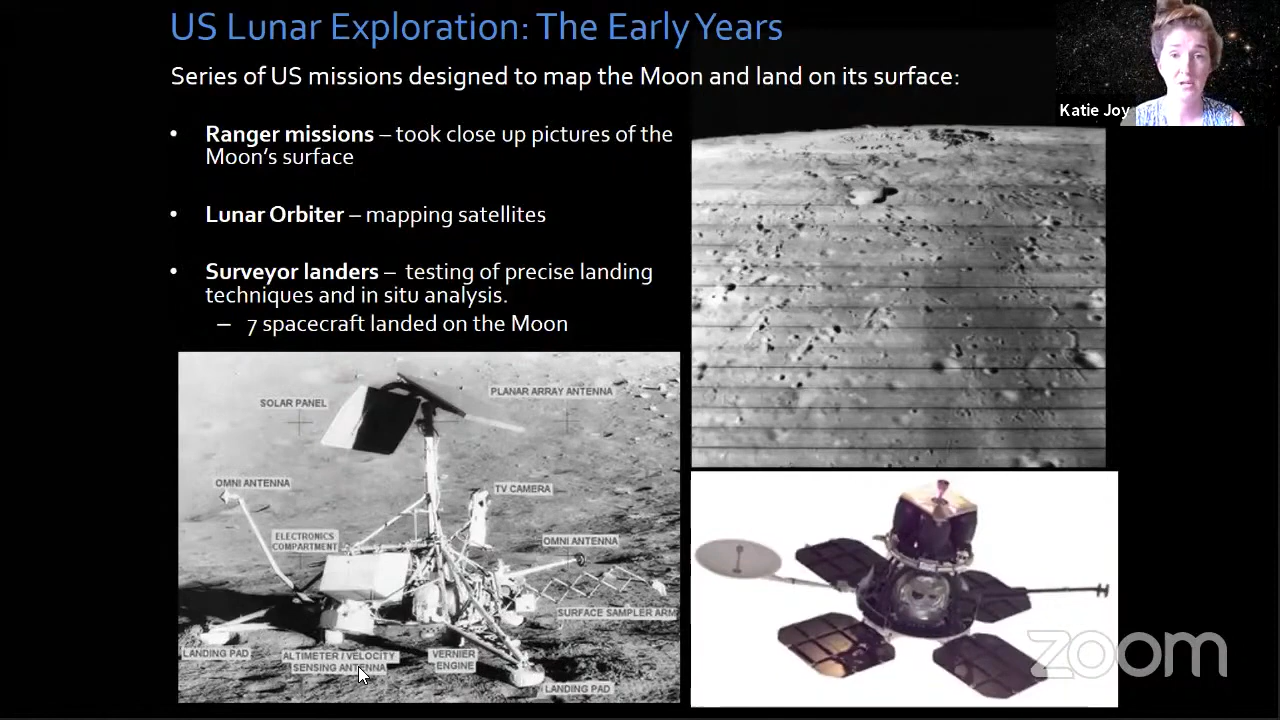 US Lunar Exploration: The Early Years
Series of US missions designed to map the Moon and land on its surface:
Katie Joy
• Ranger missions – took close up pictures of the
Moon's surface
• Lunar Orbiter – mapping satellites
• Surveyor landers – testing of precise landing
techniques and in situ analysis.
– 7 spacecraft landed on the Moon
SOLAR PANEL
PLANAR ARRAY ANTENNA
OMNI ANTENNA
TV CAMERA
ELECTRONICS
COMPARTMENT
OMNI ANTENNA
SURFACE SAMPLER ARM
LANDING PAD
ALTIMETER / VELOCITY
SENSING ANTENNA
VERNIER
ENGINE
LANDING PAD
zoom